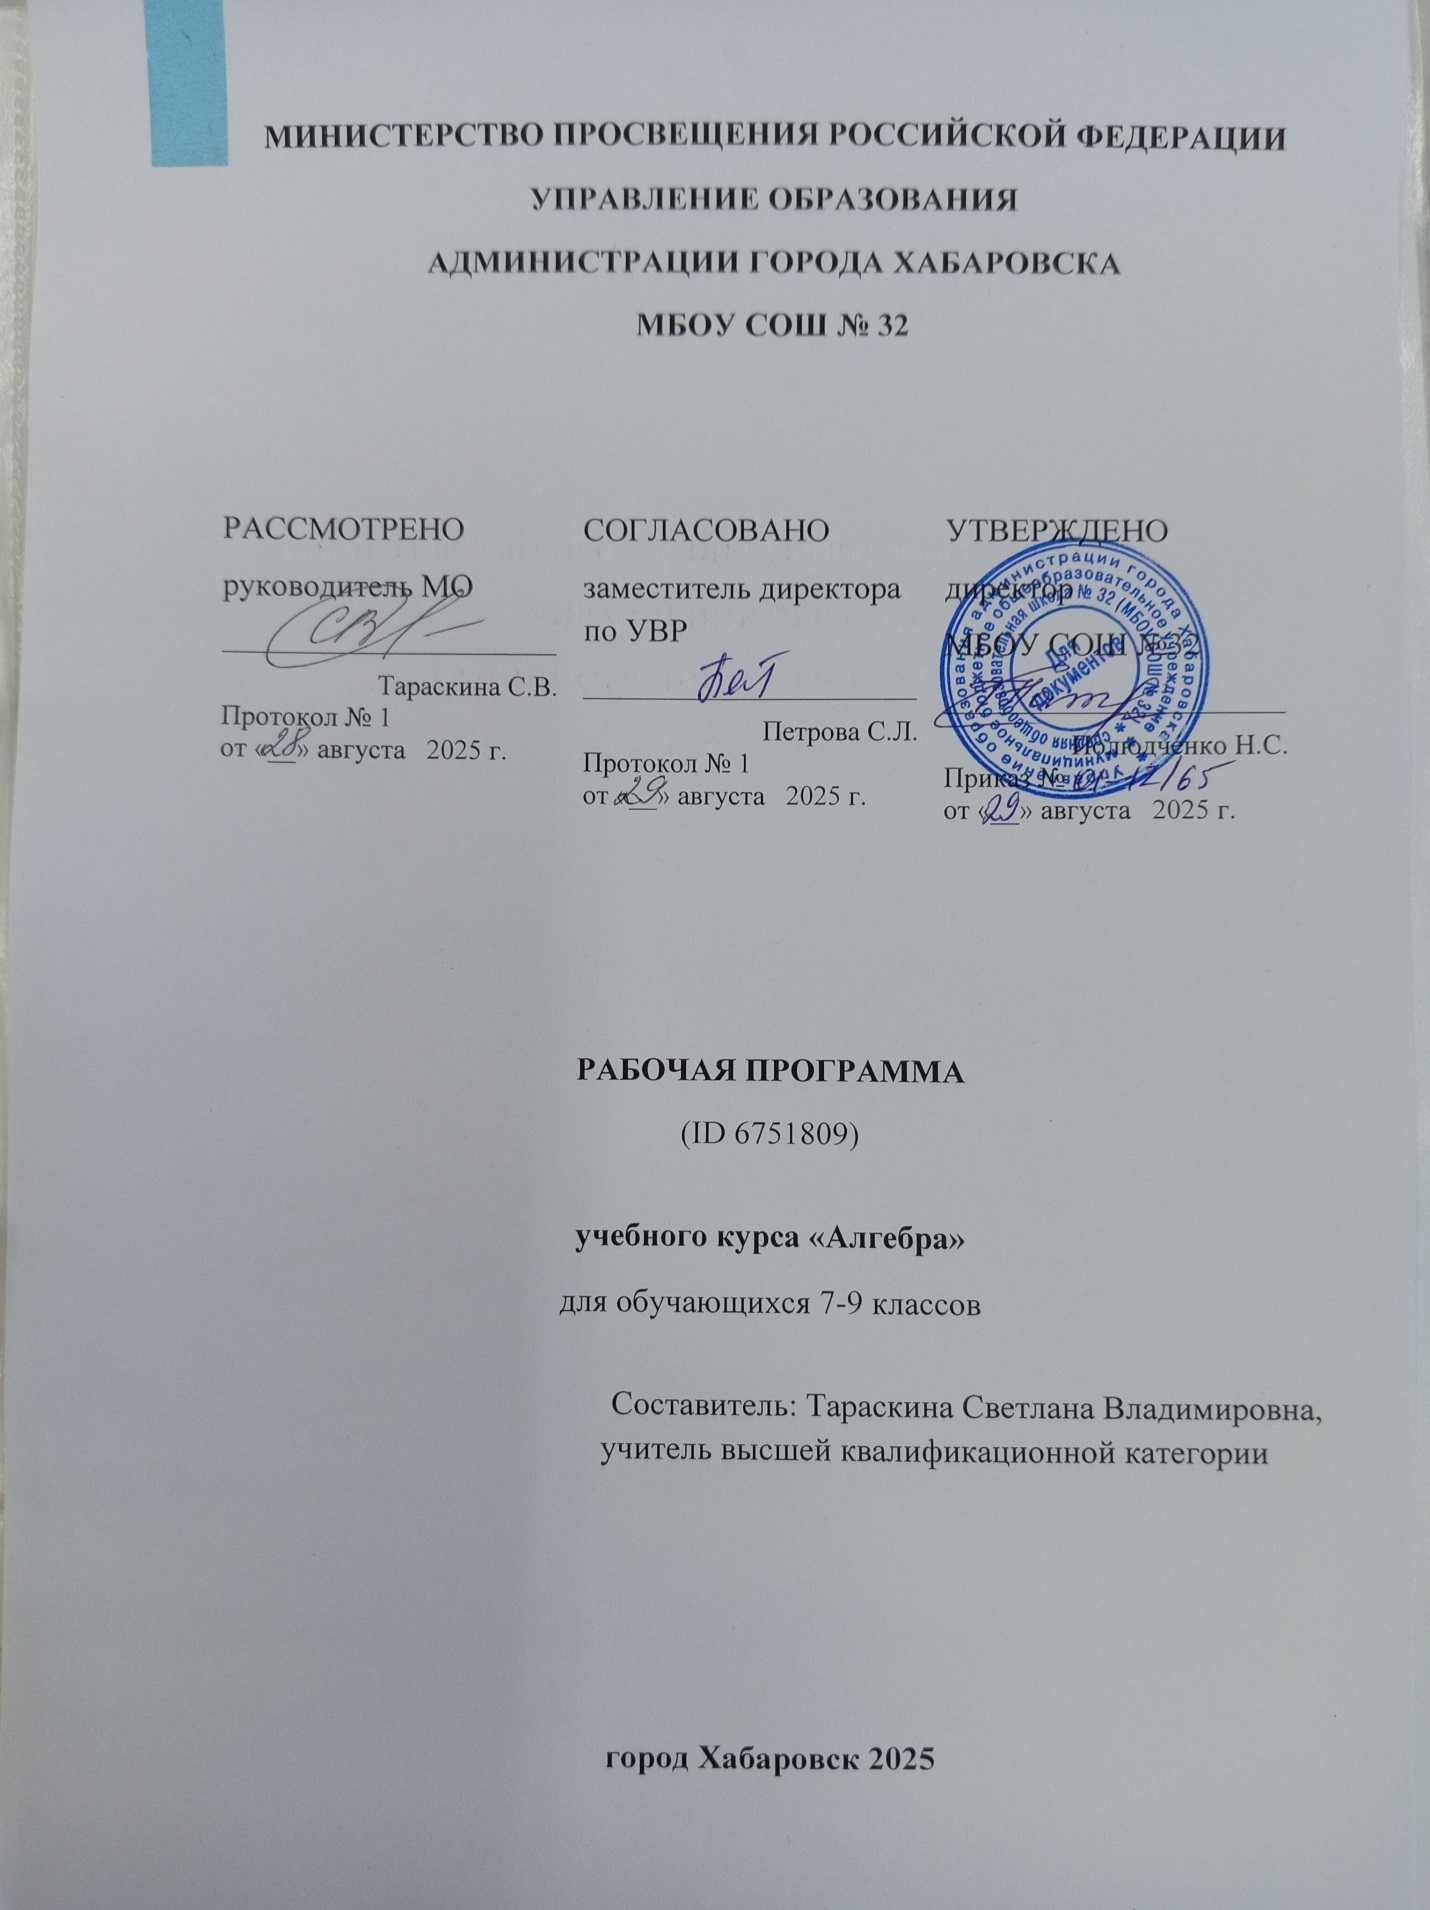 МИНИСТЕРСТВО ПРОСВЕЩЕНИЯ РОССИЙСКОЙ ФЕДЕРАЦИИ
УПРАВЛЕНИЕ ОБРАЗОВАНИЯ
АДМИНИСТРАЦИИ ГОРОДА ХАБАРОВСКА
МБОУ СОШ № 32
РАССМОТРЕНО
руководитель МО
Тараскина С.В.
Протокол № 1
от «28» августа 2025 г.
СОГЛАСОВАНО
заместитель директора
по УВР
Петрова С.Л.
Протокол № 1
от «29» августа 2025 г.
УТВЕРЖДЕНО
директор
МБОУ СОШ №32
Для
документов
Полюдченко Н.С.
Приказ №
от «29» августа 2025 г.
РАБОЧАЯ ПРОГРАММА
(ID 6751809)
учебного курса «Алгебра»
для обучающихся 7-9 классов
Составитель: Тараскина Светлана Владимировна,
учитель высшей квалификационной категории
город Хабаровск 2025